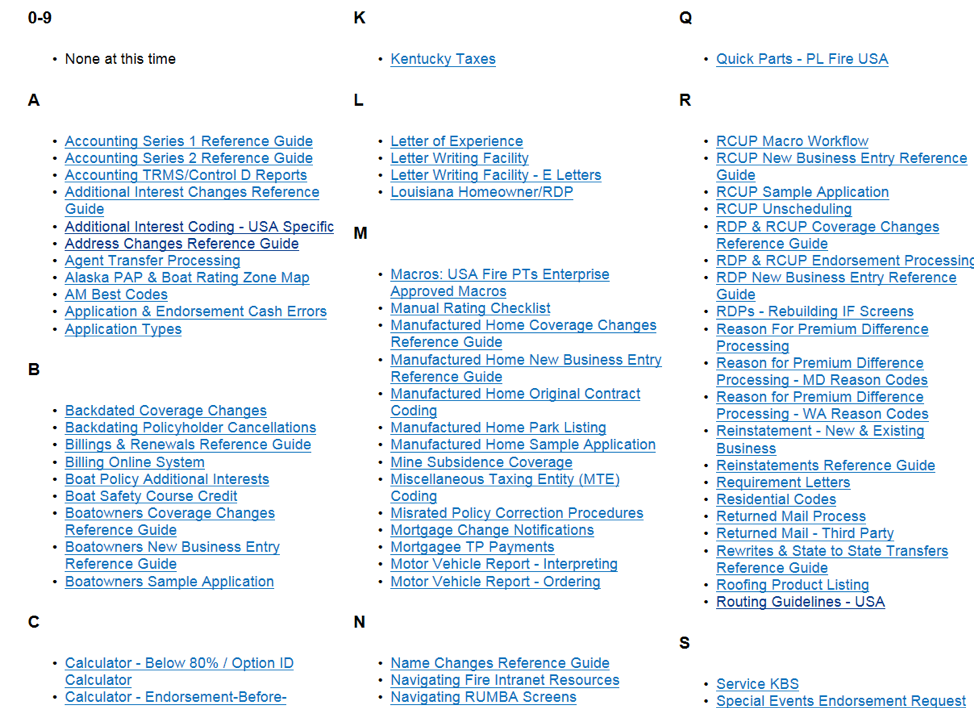 0-9
• None at this time
A
• Accounting Series 1 Reference Guide
• Accounting Series 2 Reference Guide
• Accounting TRMS/Control D Reports
• Additional Interest Changes Reference
Guide
• Additional Interest Coding - USA Specific
• Address Changes Reference Guide
• Agent Transfer Processing
• Alaska PAP & Boat Rating Zone Map
• AM Best Codes
• Application & Endorsement Cash Errors
• Application Types
B
• Backdated Coverage Changes
• Backdating Policyholder Cancellations
• Billings & Renewals Reference Guide
• Billing Online System
• Boat Policy Additional Interests
• Boat Safety Course Credit
• Boatowners Coverage Changes
Reference Guide
• Boatowners New Business Entry
Reference Guide
• Boatowners Sample Application
C
• Calculator - Below 80% / Option ID
Calculator
• Calculator - Endorsement-Before-
K
• Kentucky Taxes
L
• Letter of Experience
• Letter Writing Facility
• Letter Writing Facility - E Letters
• Louisiana Homeowner/RDP
M
• Macros: USA Fire PTs Enterprise
Approved Macros
• Manual Rating Checklist
• Manufactured Home Coverage Changes
Reference Guide
• Manufactured Home New Business Entry
Reference Guide
• Manufactured Home Original Contract
Coding
• Manufactured Home Park Listing
• Manufactured Home Sample Application
• Mine Subsidence Coverage
• Miscellaneous Taxing Entity (MTE)
Coding
• Misrated Policy Correction Procedures
• Mortgage Change Notifications
• Mortgagee TP Payments
• Motor Vehicle Report - Interpreting
• Motor Vehicle Report - Ordering
N
• Name Changes Reference Guide
• Navigating Fire Intranet Resources
• Navigating RUMBA Screens
Q
• Quick Parts - PL Fire USA
R
• RCUP Macro Workflow
• RCUP New Business Entry Reference
Guide
• RCUP Sample Application
• RCUP Unscheduling
• RDP & RCUP Coverage Changes
Reference Guide
• RDP & RCUP Endorsement Processing
• RDP New Business Entry Reference
Guide
• RDPs - Rebuilding IF Screens
• Reason For Premium Difference
Processing
• Reason for Premium Difference
Processing - MD Reason Codes
• Reason for Premium Difference
Processing - WA Reason Codes
• Reinstatement - New & Existing
Business
• Reinstatements Reference Guide
• Requirement Letters
• Residential Codes
• Returned Mail Process
• Returned Mail - Third Party
• Rewrites & State to State Transfers
Reference Guide
• Roofing Product Listing
• Routing Guidelines - USA
S
• Service KBS
• Special Events Endorsement Request